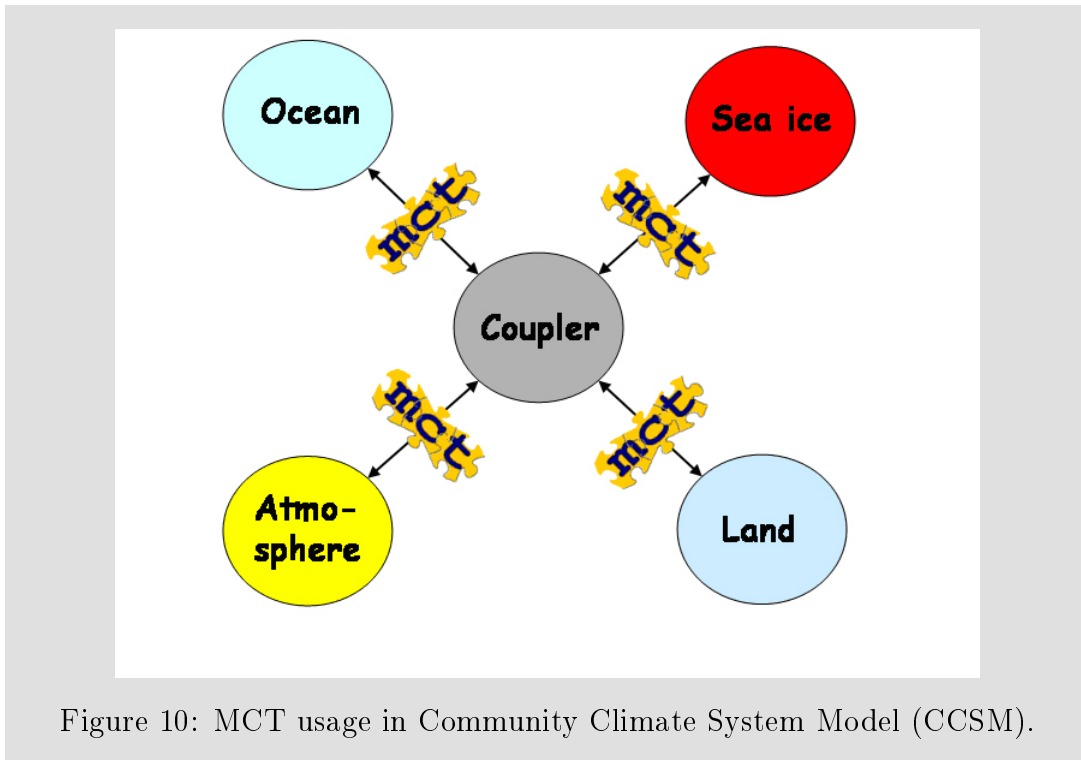 Ocean
Sea ice
mct
mct
Coupler
mct
mct
Atmo-
sphere
Land
Figure 10: MCT usage in Community Climate System Model (CCSM).